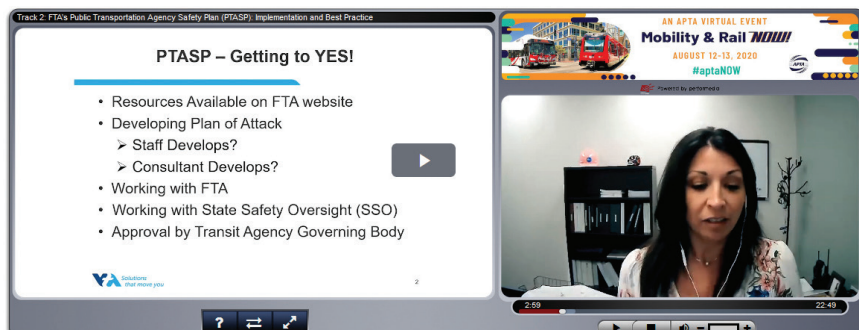 Track 2: FTA's Public Transportation Agency Safety Plan (PTASP): Implementation and Best Practice
PTASP – Getting to YES!
• Resources Available on FTA website
• Developing Plan of Attack
➢ Staff Develops?
➢ Consultant Develops?
• Working with FTA
• Working with State Safety Oversight (SSO)
• Approval by Transit Agency Governing Body
VTA Solutions
that move you
2
?
AN APTA VIRTUAL EVENT
Mobility & Rail NOW!
AUGUST 12-13, 2020
#aptaNOW
APTA
Powered by
2:59
22:49